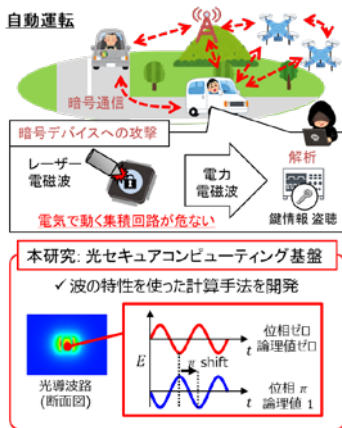 自動運転
暗号通信
暗号デバイスへの攻撃
レーザー
電磁波
電力
電磁波
解析
鍵情報 盗聴
電気で動く集積回路が危ない
本研究: 光セキュアコンピューティング基盤
✓ 波の特性を使った計算手法を開発
E
t
位相ゼロ
論理値ゼロ
π shift
t
位相 π
論理値 1
光導波路
(断面図)